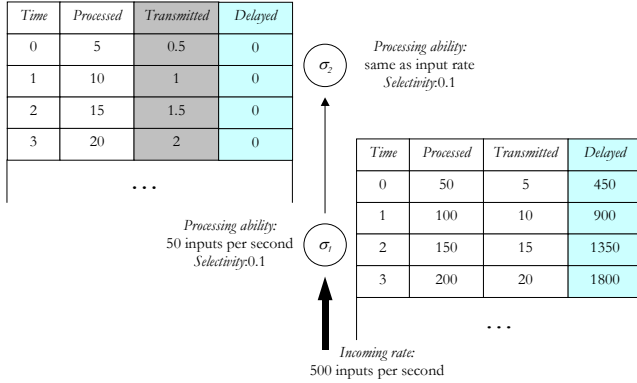 Time Processed Transmitted Delayed
0 5 0.5 0
1 10 1 0
2 15 1.5 0
3 20 2 0
...
σ2
Processing ability:
same as input rate
Selectivity:0.1
Time Processed Transmitted Delayed
0 50 5 450
1 100 10 900
2 150 15 1350
3 200 20 1800
...
Processing ability:
50 inputs per second
Selectivity:0.1
σ1
Incoming rate:
500 inputs per second